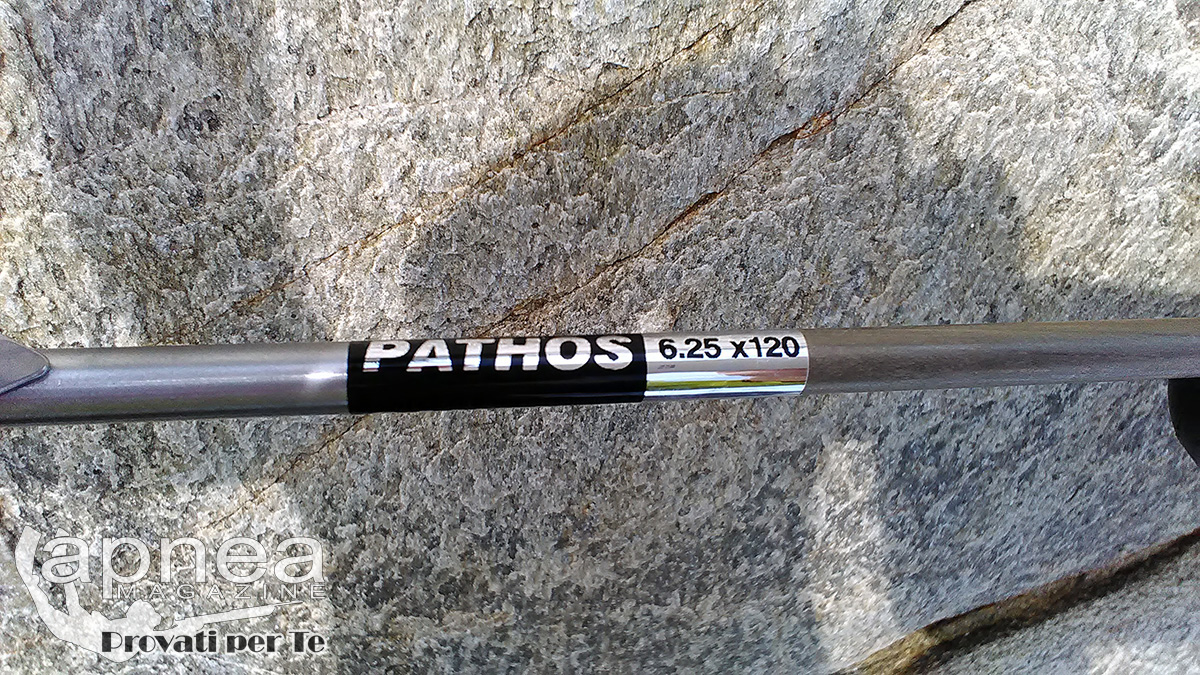 PATHOS 6.25 x120
apnea
MAGAZINE
Provati per Te